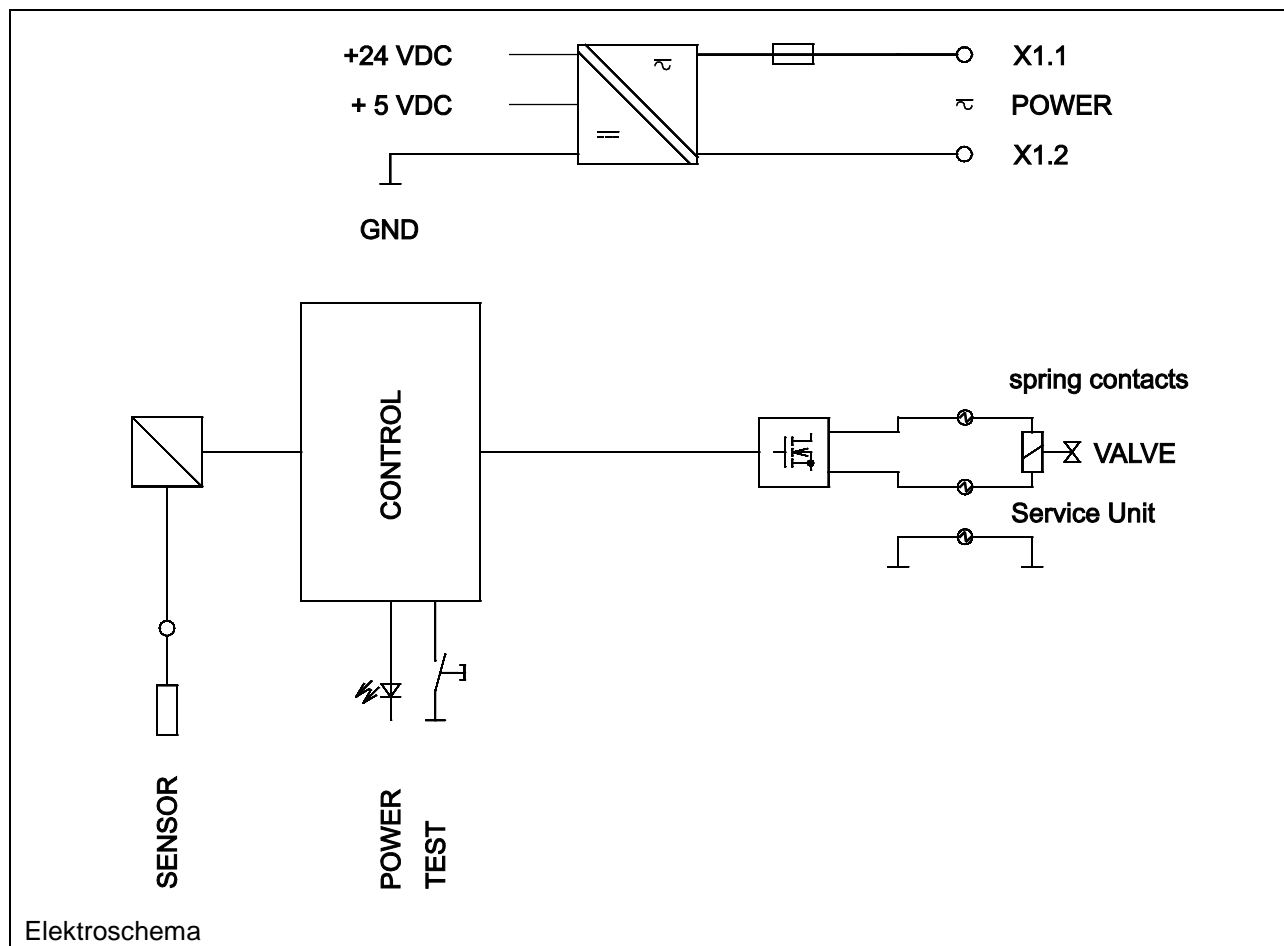 +24 VDC
X1.1
+ 5 VDC
POWER
X1.2
GND
CONTROL
spring contacts
VALVE
Service Unit
SENSOR
POWER
TEST
Elektroschema